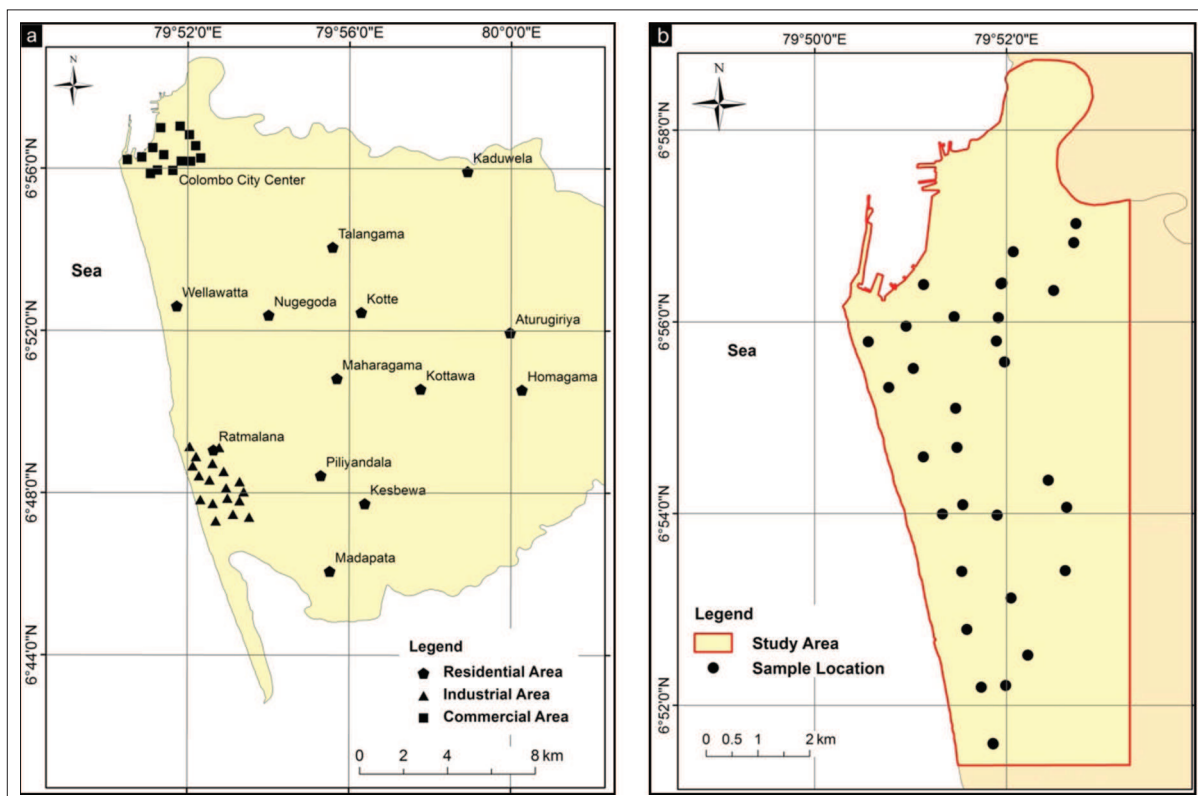 a
79°52'0"E
79°56'0"E
80°0'0"E
N
6°56'0"N
6°52'0"N
6°48'0"N
6°44'0"N
Colombo City Center
Kaduwela
Talangama
Sea
Wellawatta
Nugegoda
Kotte
Aturugiriya
Maharagama
Kottawa
Homagama
Ratmalana
Piliyandala
Kesbewa
Madapata
Legend
Residential Area
Industrial Area
Commercial Area
0 2 4 8 km
b
79°50'0"E
79°52'0"E
N
6°58'0"N
6°56'0"N
6°54'0"N
6°52'0"N
Sea
Legend
Study Area
Sample Location
0 0.5 1 2 km